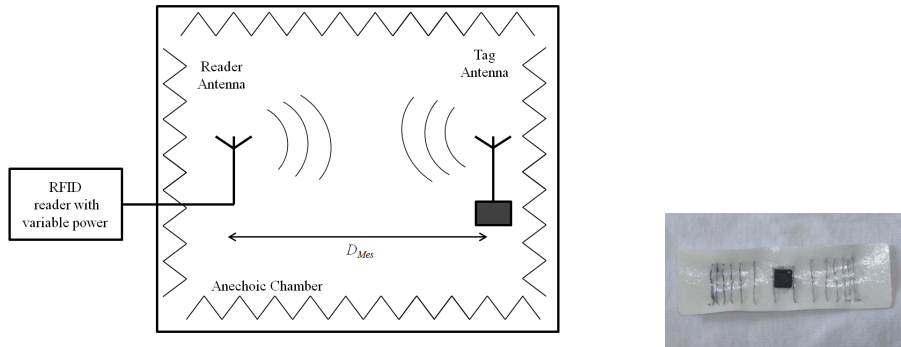 Reader
Antenna
Tag
Antenna
RFID
reader with
variable power
D_Mes
Anechoic Chamber